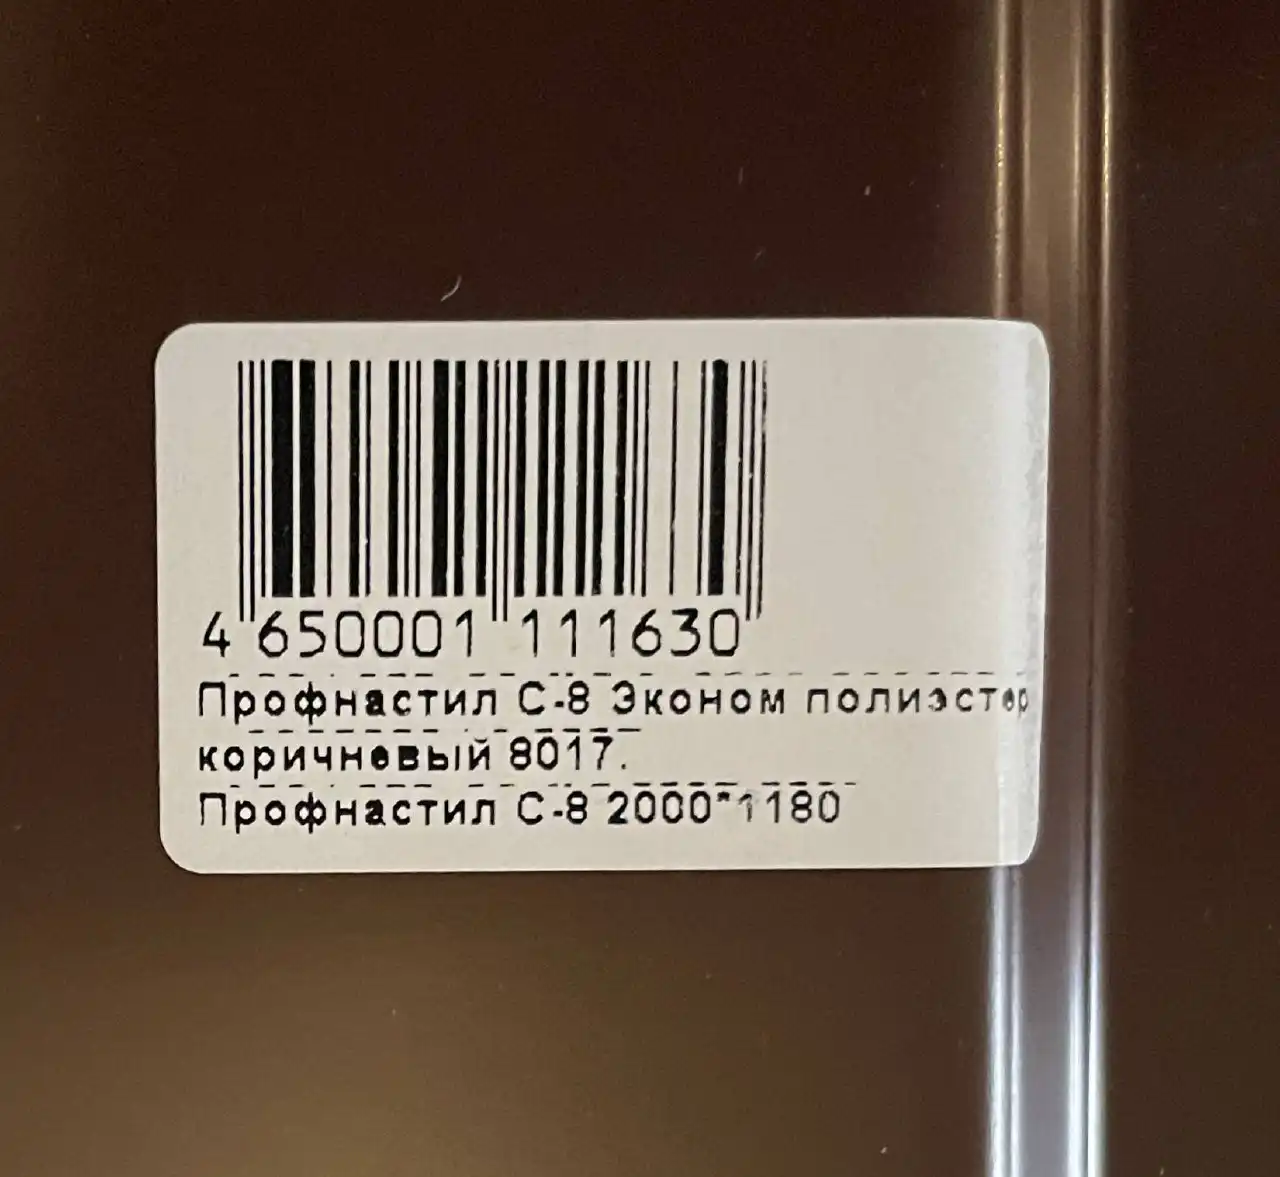 4 650001 111630
Профнастил С-8 Эконом полиэстер
коричневый 8017.
Профнастил С-8 2000*1180